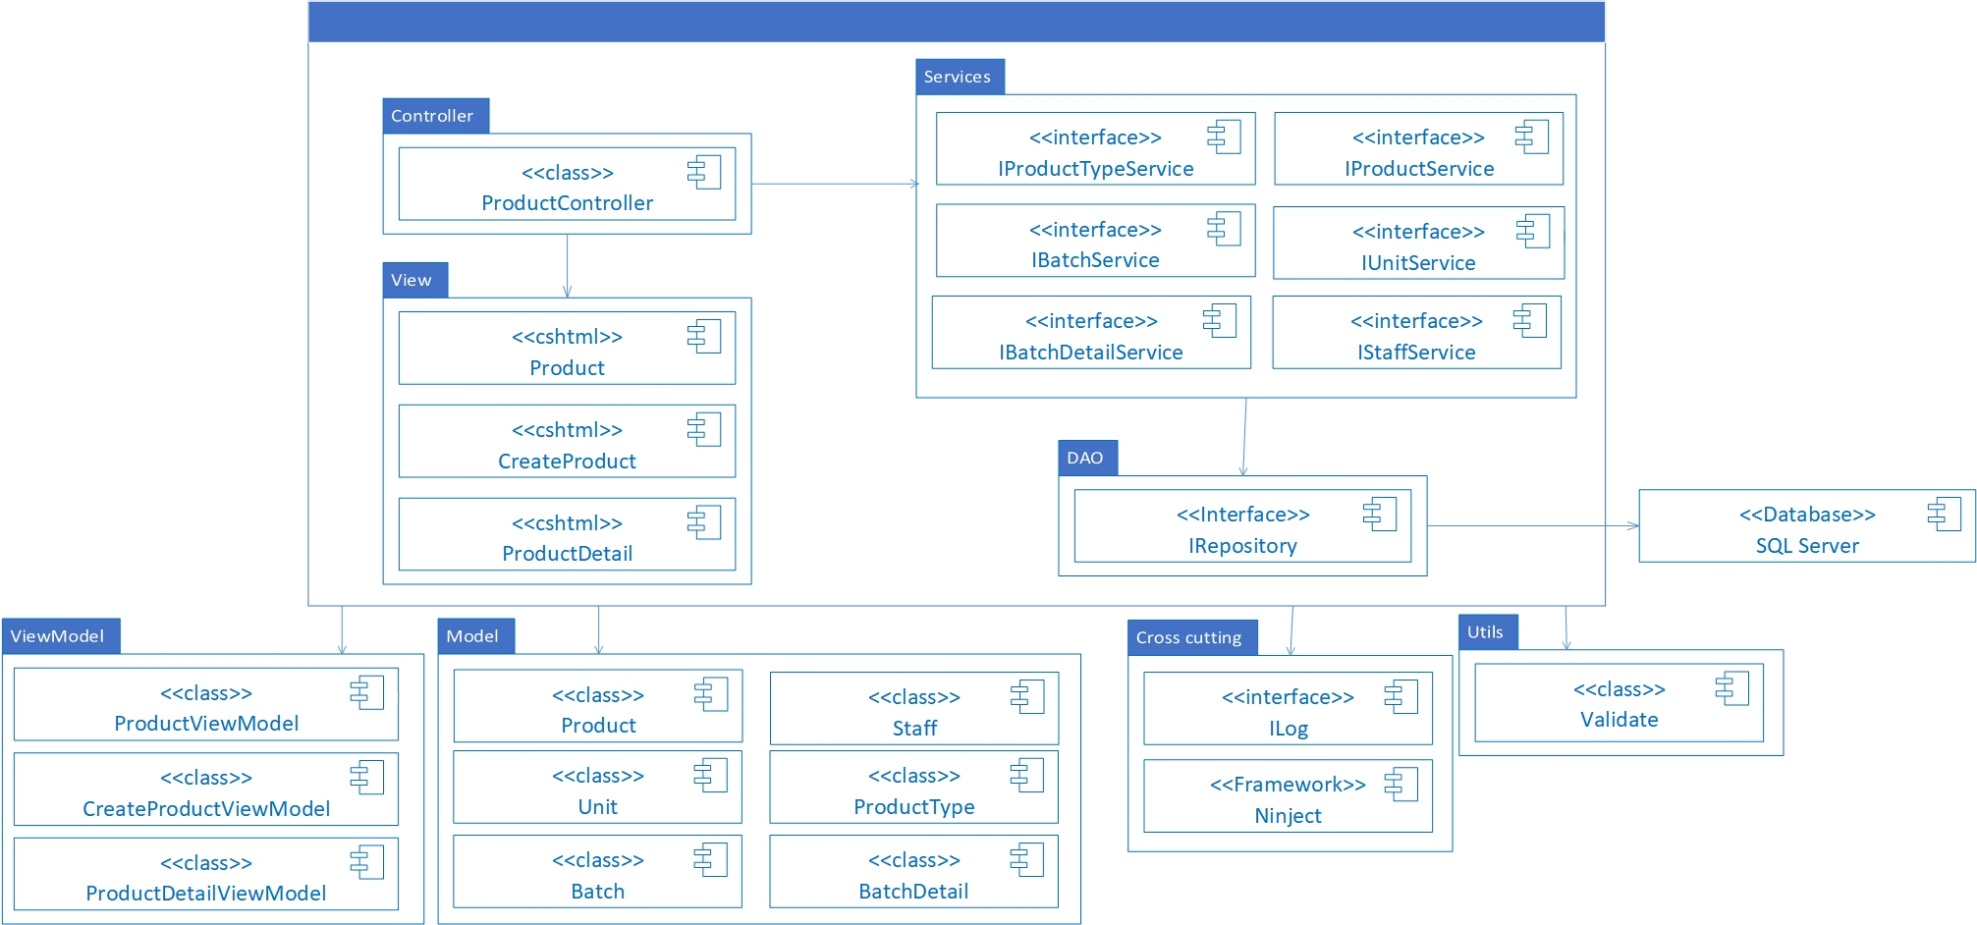 Services
Controller
<<interface>>
IProductTypeService
<<interface>>
IProductService
<<class>>
ProductController
<<interface>>
IBatchService
<<interface>>
IUnitService
View
<<cshtml>>
Product
<<interface>>
IBatchDetailService
<<interface>>
IStaffService
<<cshtml>>
CreateProduct
DAO
<<cshtml>>
ProductDetail
<<Interface>>
IRepository
<<Database>>
SQL Server
ViewModel
<<class>>
ProductViewModel
<<class>>
CreateProductViewModel
<<class>>
ProductDetailViewModel
Model
<<class>>
Product
<<class>>
Staff
<<class>>
Unit
<<class>>
ProductType
<<class>>
Batch
<<class>>
BatchDetail
Cross cutting
<<interface>>
ILog
<<Framework>>
Ninject
Utils
<<class>>
Validate